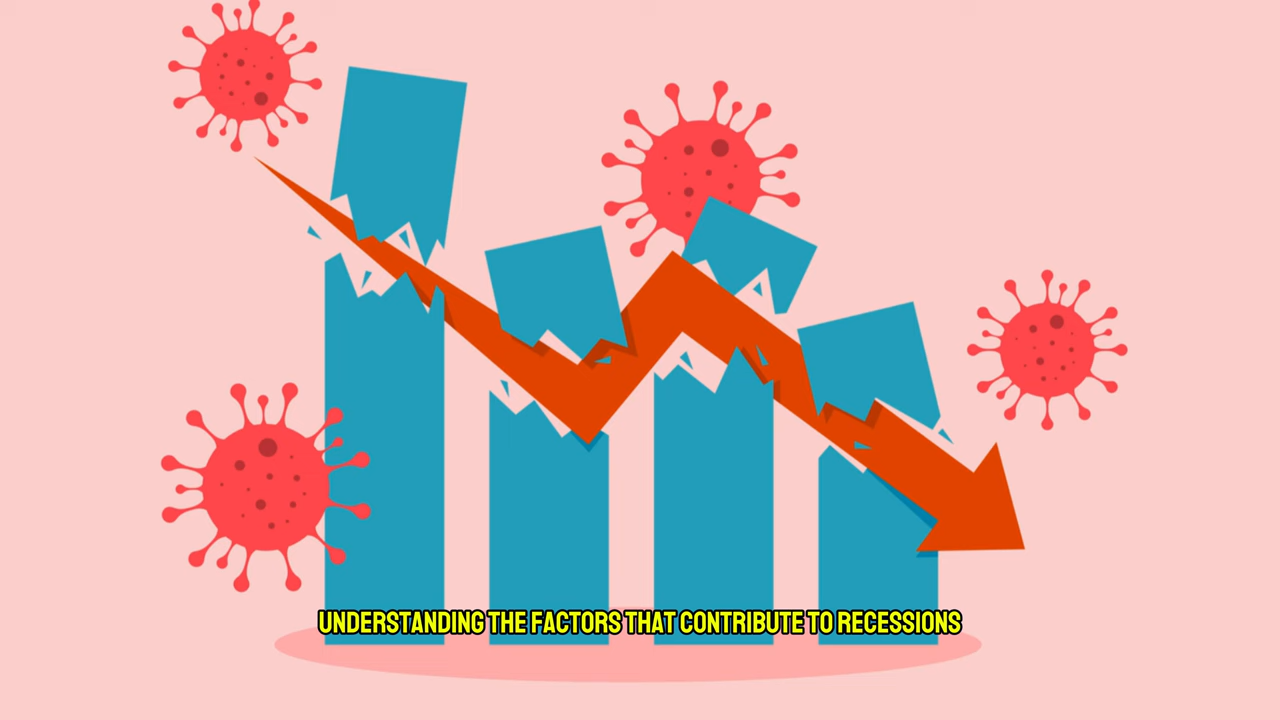 UNDERSTANDING THE FACTORS THAT CONTRIBUTE TO RECESSIONS